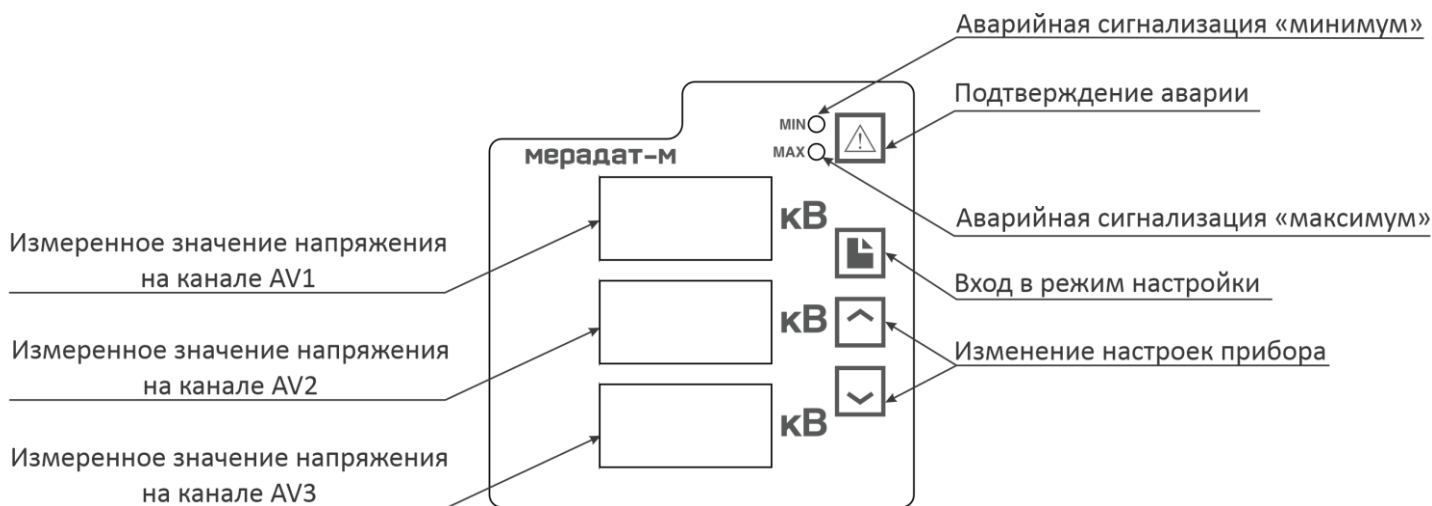 Аварийная сигнализация «минимум»
Подтверждение аварии
MIN
MAX
мерадат-м
кВ
Аварийная сигнализация «максимум»
Измеренное значение напряжения
на канале AV1
Вход в режим настройки
кВ
Измеренное значение напряжения
на канале AV2
Изменение настроек прибора
кВ
Измеренное значение напряжения
на канале AV3